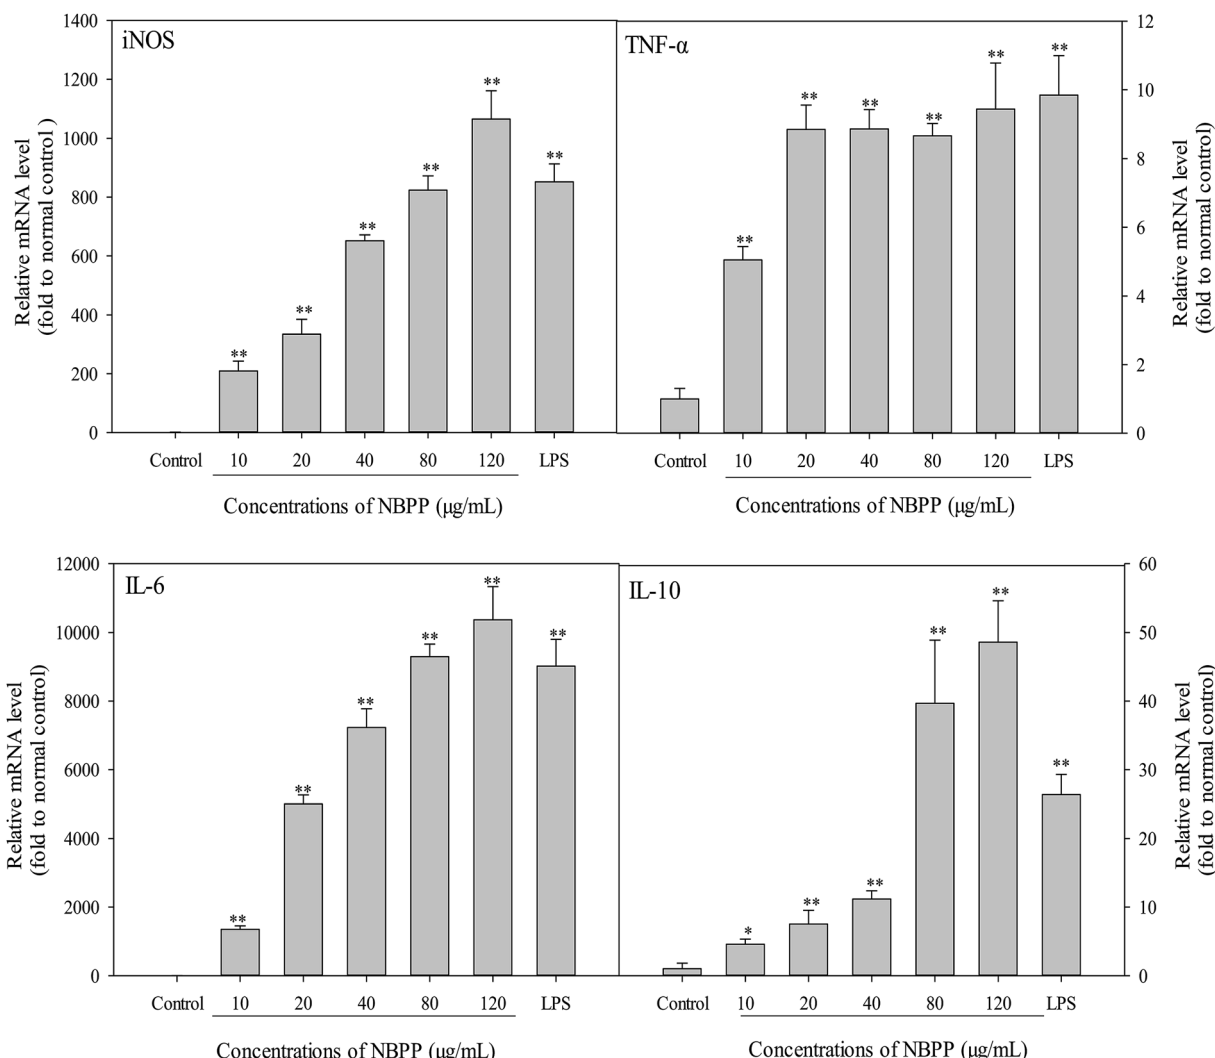 iNOS
1400
1200
1000
800
600
400
200
0
Relative mRNA level
(fold to normal control )
** ** ** ** ** **
Control 10 20 40 80 120 LPS
Concentrations of NBPP (µg/mL)
TNF-α
12
10
8
6
4
2
0
Relative mRNA level
(fold to normal control)
** ** ** ** ** **
Control 10 20 40 80 120 LPS
Concentrations of NBPP (µg/mL)
IL-6
12000
10000
8000
6000
4000
2000
0
Relative mRNA level
(fold to normal control)
** ** ** ** ** **
Control 10 20 40 80 120 LPS
Concentrations of NBPP (µg/mL)
IL-10
60
50
40
30
20
10
0
Relative mRNA level
(fold to normal control)
* ** ** ** ** **
Control 10 20 40 80 120 LPS
Concentrations of NBPP (µg/mL)